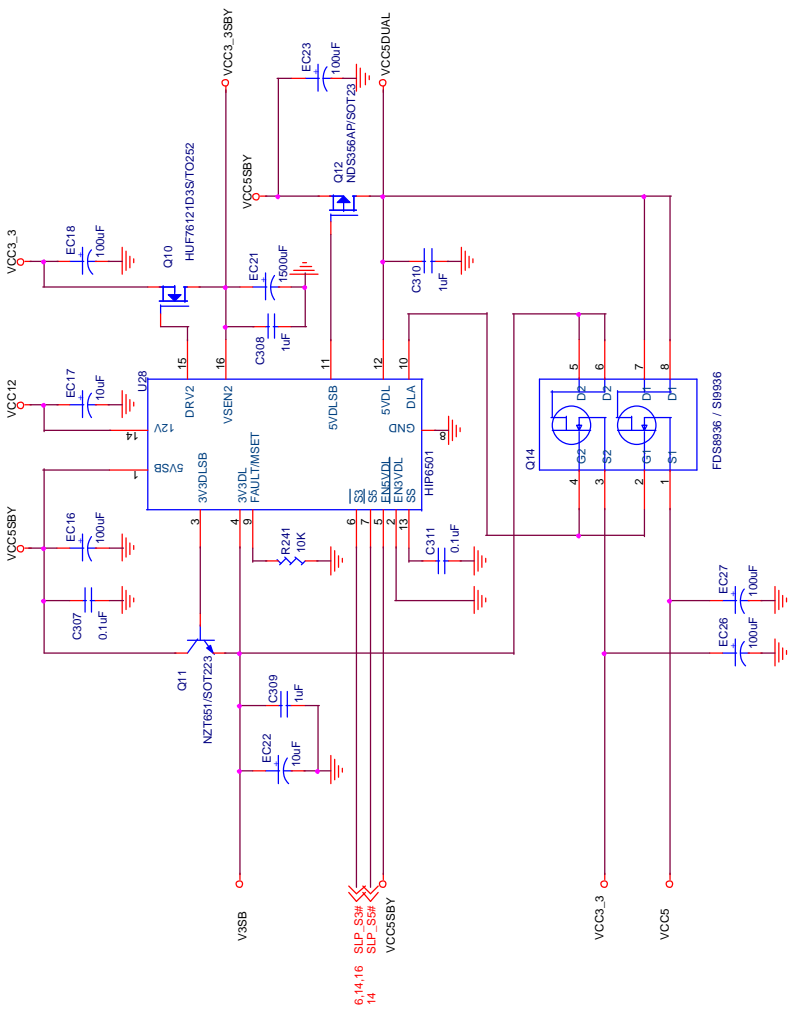 VCC3_3
EC18
100uF
Q10
HUF76121D3S/TO252
VCC3_3SBY
EC21
1500uF
C308
1uF
VCC5SBY
EC23
100uF
Q12
NDS356AP/SOT23
VCC5DUAL
C310
1uF
VCC12
EC17
10uF
VCC5SBY
EC16
100uF
C307
0.1uF
Q11
NZT651/SOT223
U28
HIP6501
15
DRV2
16
VSEN2
11
5VDLSB
12
5VDL
10
DLA
14
12V
1
5VSB
GND
8
3
3V3DLSB
4
3V3DL
9
FAULT/MSET
6
S3
7
S5
5
EN5VDL
2
EN3VDL
13
SS
R241
10K
C311
0.1uF
C309
1uF
EC22
10uF
V3SB
6,14,16 SLP_S3#
14 SLP_S5#
VCC5SBY
Q14
FDS8936 / SI9936
5
D2
6
D2
7
D1
8
D1
4
G2
3
S2
2
G1
1
S1
EC27
100uF
EC26
100uF
VCC3_3
VCC5